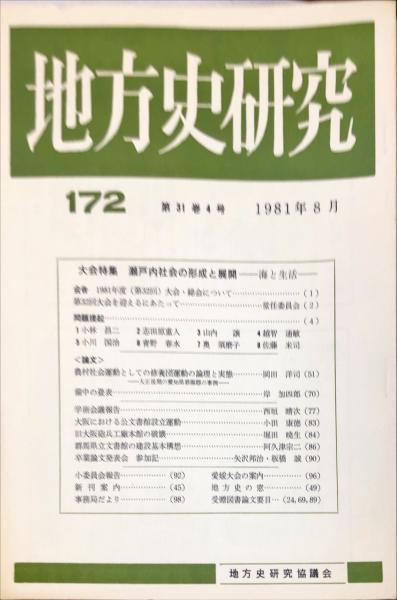 地方史研究
172 第31巻4号 1981年8月
大会特集 瀬戸内社会の形成と展開――海と生活――
会告 1981年度(第32回)大会・総会について……………(1)
第32回大会を迎えるにあたって……………常任委員会(2)
問題提起……………(4)
1小林 昌二 2志田原重人 3山内 譲 4越智 通敏
5小川 国治 6青野 春水 7奥 須磨子 8佐藤 米司
<論文>
農村社会運動としての修養団運動の論理と実態……………岡田 洋司(51)
――大正後期の愛知県碧海郡の事例――
備中の畳表……………岸 加四郎(70)
学術会議報告……………西垣 晴次(77)
大阪における公文書館設立運動……………小田 康徳(83)
旧大阪砲兵工廠本館の破壊……………堀田 暁生(84)
群馬県立文書館の建設基本構想……………阿久津宗二(86)
卒業論文発表会 参加記……………矢沢邦治・板橋 誠(90)
小委員会報告……………(92) 愛媛大会の案内……………(96)
新刊案内……………(45) 地方史の窓……………(49)
事務局だより……………(98) 受贈図書論文要目…(24,69,89)
地方史研究協議会